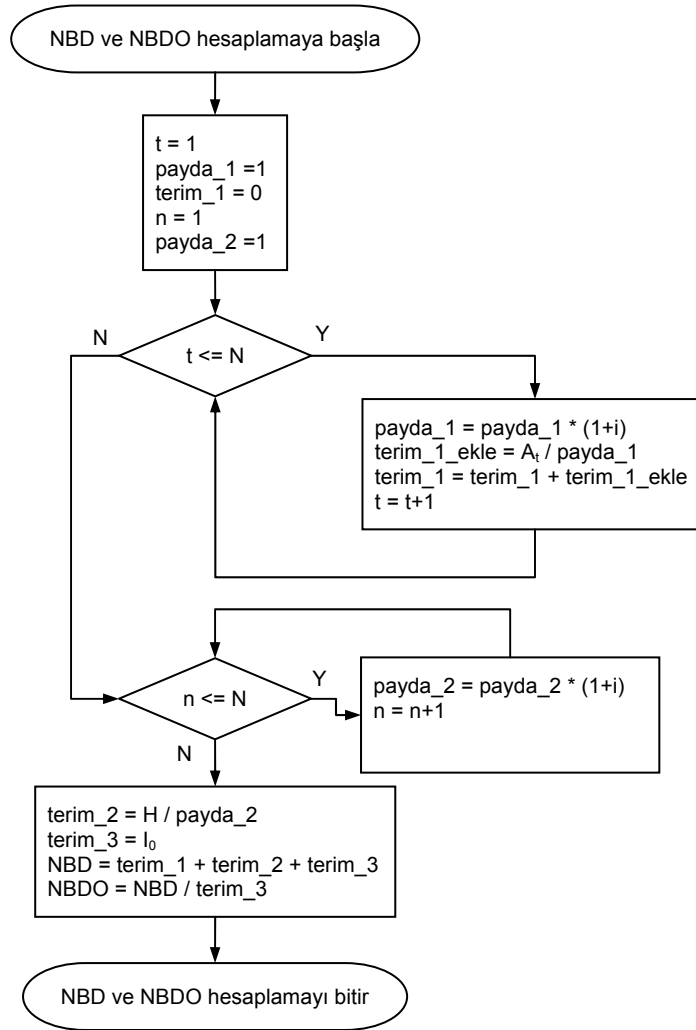 NBD ve NBDO hesaplamaya başla
t = 1
payda_1 =1
terim_1 = 0
n = 1
payda_2 =1
N
Y
t <= N
payda_1 = payda_1 * (1+i)
terim_1_ekle = Aₜ / payda_1
terim_1 = terim_1 + terim_1_ekle
t = t+1
Y
n <= N
payda_2 = payda_2 * (1+i)
n = n+1
N
terim_2 = H / payda_2
terim_3 = I₀
NBD = terim_1 + terim_2 + terim_3
NBDO = NBD / terim_3
NBD ve NBDO hesaplamayı bitir